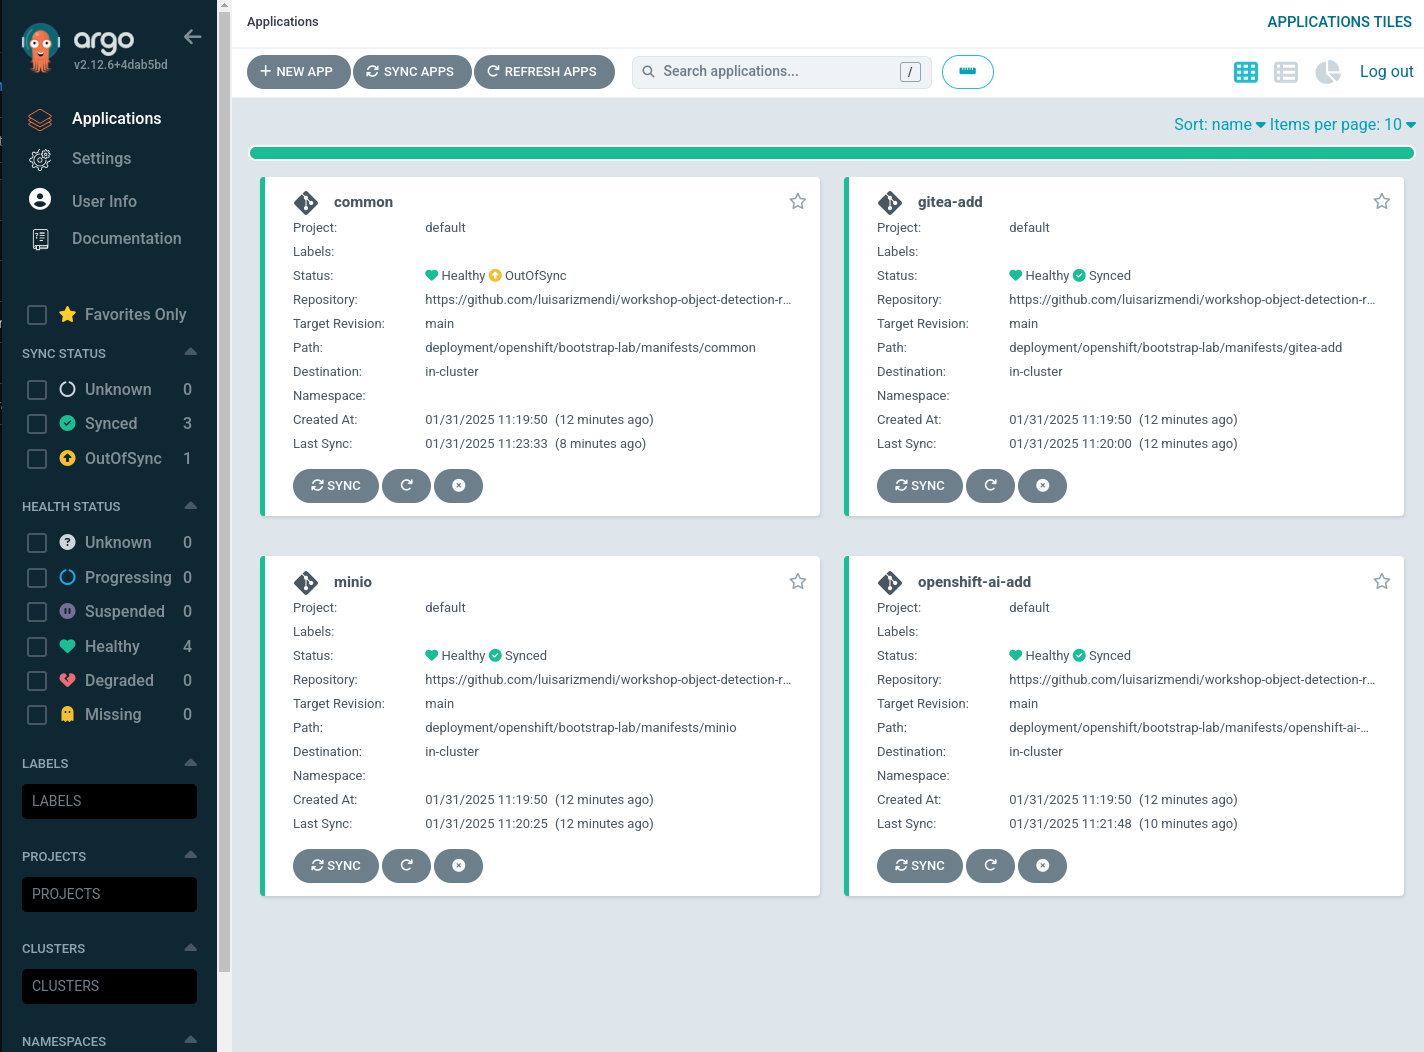 argo
v2.12.6+4dab5bd
Applications
Settings
User Info
Documentation
Favorites Only
SYNC STATUS
Unknown 0
Synced 3
OutOfSync 1
HEALTH STATUS
Unknown 0
Progressing 0
Suspended 0
Healthy 4
Degraded 0
Missing 0
LABELS
LABELS
PROJECTS
PROJECTS
CLUSTERS
CLUSTERS
NAMESPACES
Applications
APPLICATIONS TILES
NEW APP SYNC APPS REFRESH APPS Search applications... / Log out
Sort: name Items per page: 10
common
Project: default
Labels:
Status: Healthy OutOfSync
Repository: https://github.com/luisarizmendi/workshop-object-detection-r...
Target Revision: main
Path: deployment/openshift/bootstrap-lab/manifests/common
Destination: in-cluster
Namespace:
Created At: 01/31/2025 11:19:50 (12 minutes ago)
Last Sync: 01/31/2025 11:23:33 (8 minutes ago)
SYNC
gitea-add
Project: default
Labels:
Status: Healthy Synced
Repository: https://github.com/luisarizmendi/workshop-object-detection-r...
Target Revision: main
Path: deployment/openshift/bootstrap-lab/manifests/gitea-add
Destination: in-cluster
Namespace:
Created At: 01/31/2025 11:19:50 (12 minutes ago)
Last Sync: 01/31/2025 11:20:00 (12 minutes ago)
SYNC
minio
Project: default
Labels:
Status: Healthy Synced
Repository: https://github.com/luisarizmendi/workshop-object-detection-r...
Target Revision: main
Path: deployment/openshift/bootstrap-lab/manifests/minio
Destination: in-cluster
Namespace:
Created At: 01/31/2025 11:19:50 (12 minutes ago)
Last Sync: 01/31/2025 11:20:25 (12 minutes ago)
SYNC
openshift-ai-add
Project: default
Labels:
Status: Healthy Synced
Repository: https://github.com/luisarizmendi/workshop-object-detection-r...
Target Revision: main
Path: deployment/openshift/bootstrap-lab/manifests/openshift-ai-...
Destination: in-cluster
Namespace:
Created At: 01/31/2025 11:19:50 (12 minutes ago)
Last Sync: 01/31/2025 11:21:48 (10 minutes ago)
SYNC